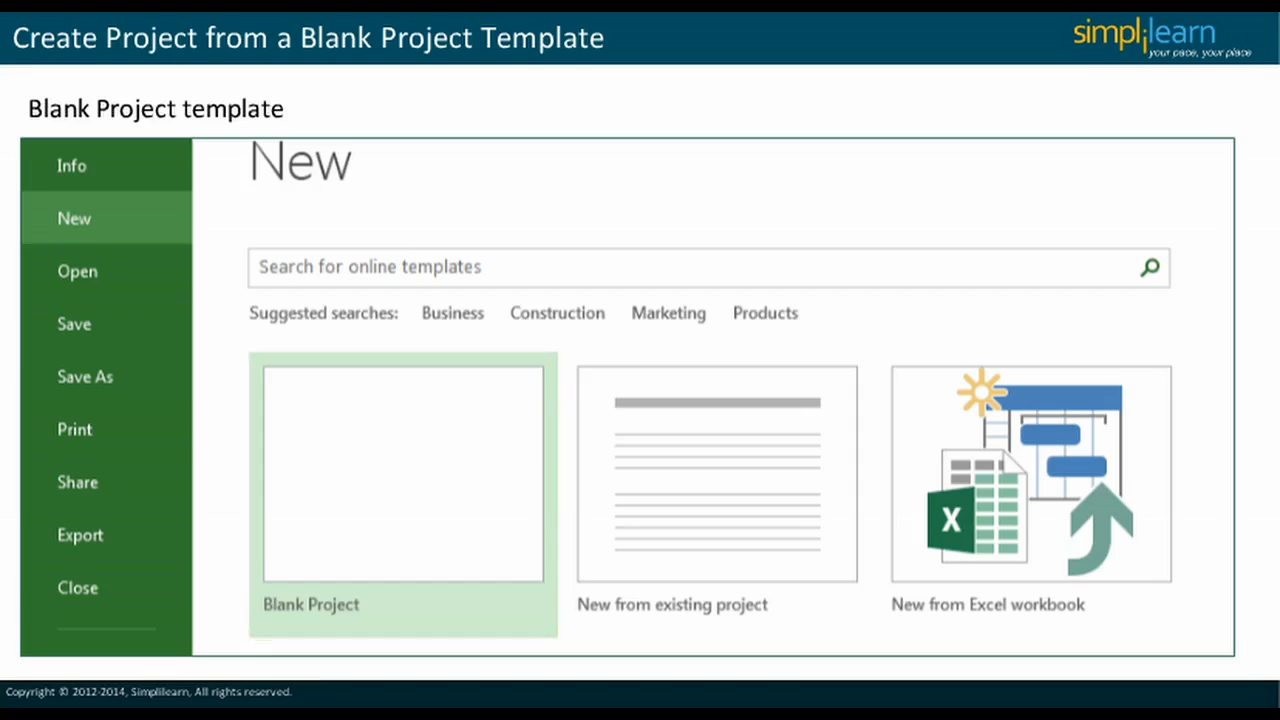 Create Project from a Blank Project Template
simplilearn
your pace, your place
Blank Project template
Info
New
Open
Save
Save As
Print
Share
Export
Close
New
Search for online templates
Suggested searches: Business Construction Marketing Products
X
Blank Project New from existing project New from Excel workbook
Copyright © 2012-2014, Simplilearn, All rights reserved.